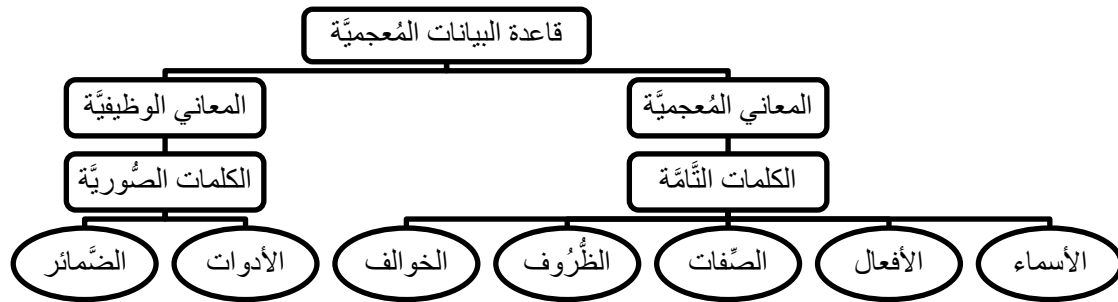 قاعدة البيانات المُعجميَّة
المعاني المُعجميَّة
المعاني الوظيفيَّة
الكلمات التَّامَّة
الكلمات الصُّوريَّة
الأسماء
الأفعال
الصِّفات
الظُّرُوف
الخوالف
الأدوات
الضَّمائر